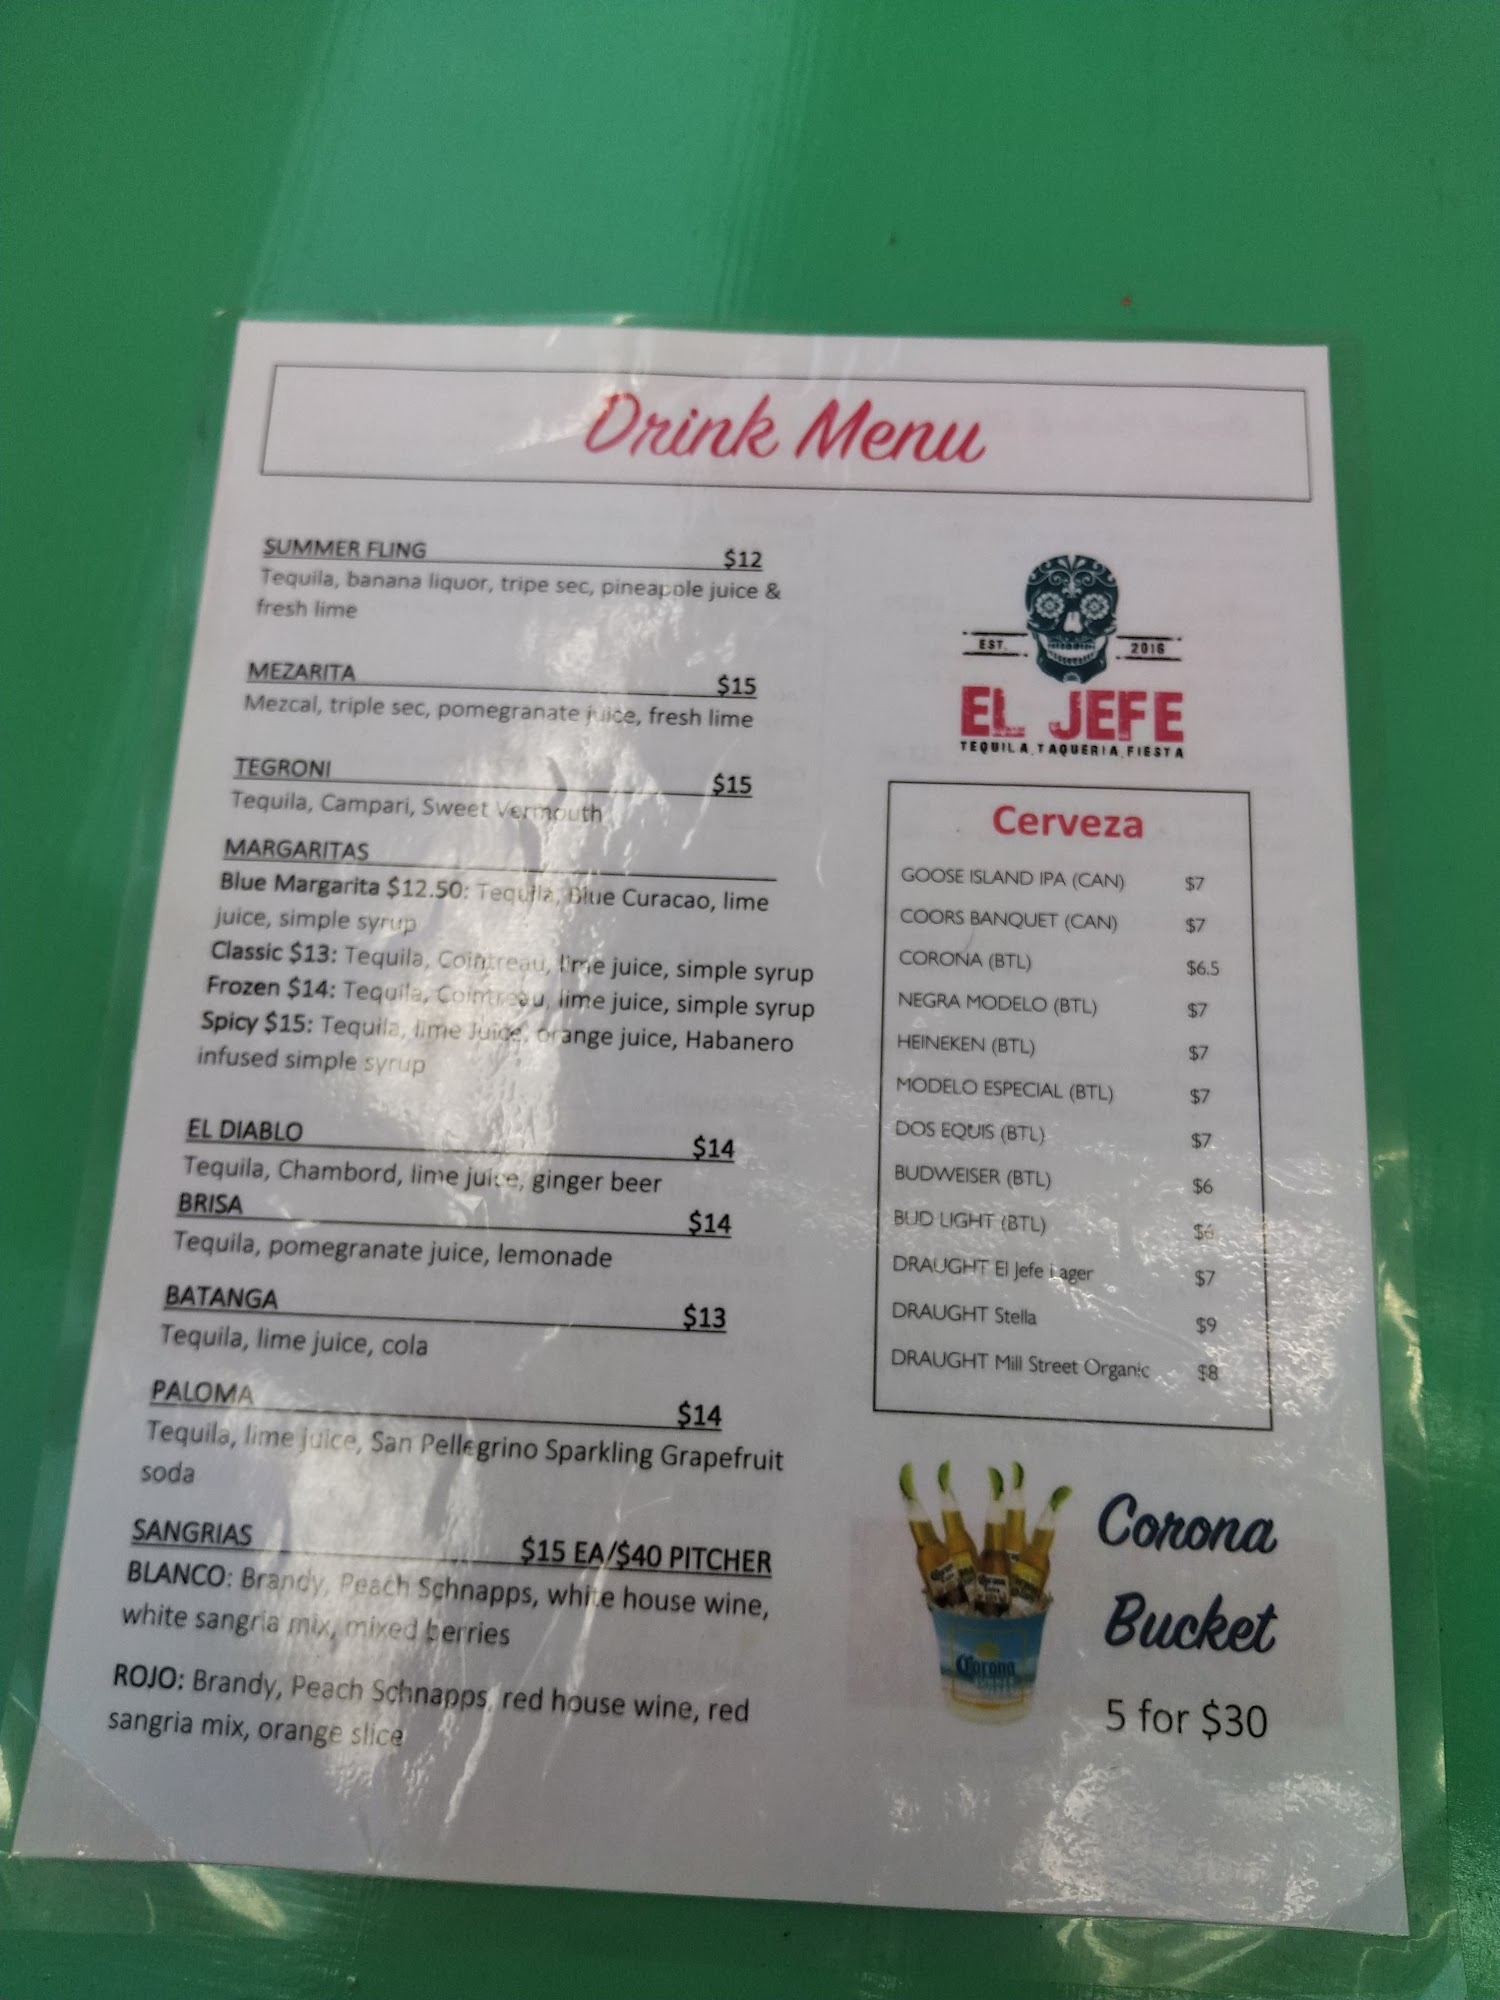 Drink Menu
SUMMER FLING $12
Tequila, banana liquor, tripe sec, pineapple juice &
fresh lime
MEZARITA $15
Mezcal, triple sec, pomegranate juice, fresh lime
TEGRONI $15
Tequila, Campari, Sweet Vermouth
MARGARITAS
Blue Margarita $12.50: Tequila, Blue Curacao, lime
juice, simple syrup
Classic $13: Tequila, Cointreau, lime juice, simple syrup
Frozen $14: Tequila, Cointreau, lime juice, simple syrup
Spicy $15: Tequila, lime Juice, orange juice, Habanero
infused simple syrup
EL DIABLO $14
Tequila, Chambord, lime juice, ginger beer
BRISA $14
Tequila, pomegranate juice, lemonade
BATANGA $13
Tequila, lime juice, cola
PALOMA $14
Tequila, lime juice, San Pellegrino Sparkling Grapefruit
soda
SANGRIAS $15 EA/$40 PITCHER
BLANCO: Brandy, Peach Schnapps, white house wine,
white sangria mix, mixed berries
ROJO: Brandy, Peach Schnapps, red house wine, red
sangria mix, orange slice
EST. 2016
EL JEFE
TEQUILA.TAQUERIA.FIESTA
Cerveza
GOOSE ISLAND IPA (CAN) $7
COORS BANQUET (CAN) $7
CORONA (BTL) $6.5
NEGRA MODELO (BTL) $7
HEINEKEN (BTL) $7
MODELO ESPECIAL (BTL) $7
DOS EQUIS (BTL) $7
BUDWEISER (BTL) $6
BUD LIGHT (BTL) $6
DRAUGHT El Jefe Lager $7
DRAUGHT Stella $9
DRAUGHT Mill Street Organic $8
Corona
Corona
Bucket
5 for $30